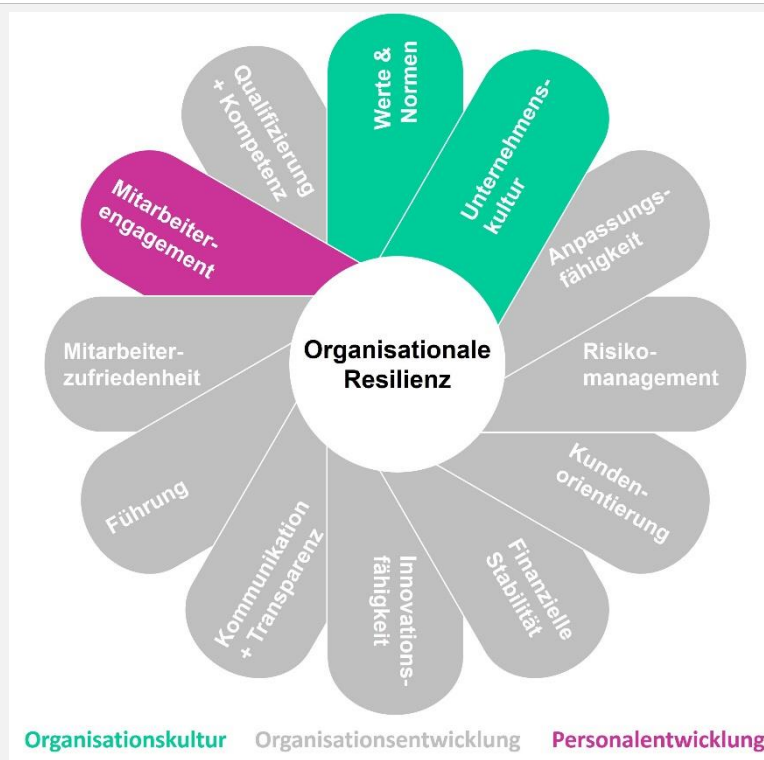 Werte &
Normen
Unternehmens-
kultur
Anpassungs-
fähigkeit
Risiko-
management
Kunden-
orientierung
Finanzielle
Stabilität
Innovations-
fähigkeit
Kommunikation
+ Transparenz
Führung
Mitarbeiter-
zufriedenheit
Mitarbeiter-
engagement
Qualifizierung
+ Kompetenz
Organisationale
Resilienz
Organisationskultur Organisationsentwicklung Personalentwicklung